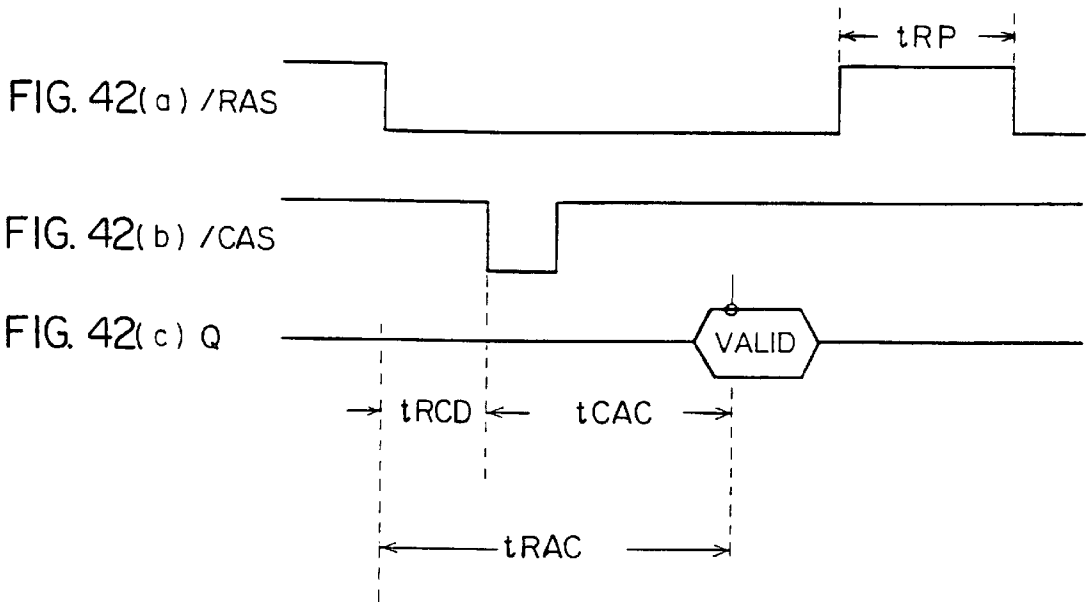 tRP
FIG. 42(a) /RAS
FIG. 42(b) /CAS
FIG. 42(c) Q
VALID
tRCD tCAC
tRAC